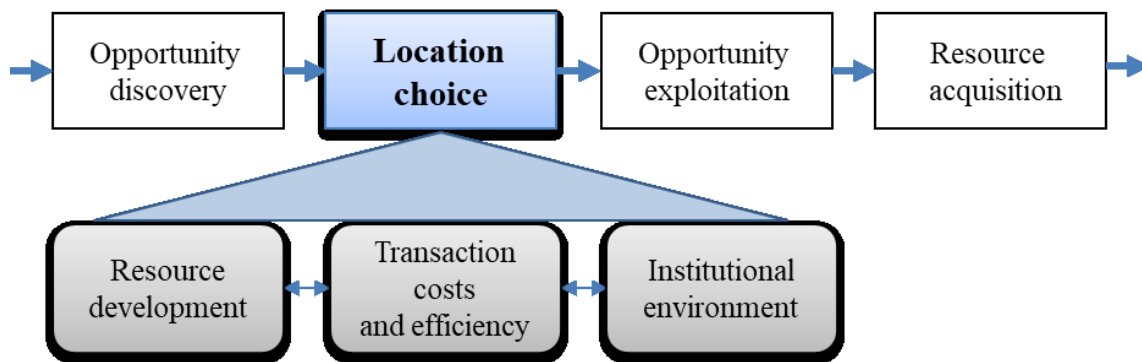 Opportunity
discovery
Location
choice
Opportunity
exploitation
Resource
acquisition
Resource
development
Transaction
costs
and efficiency
Institutional
environment